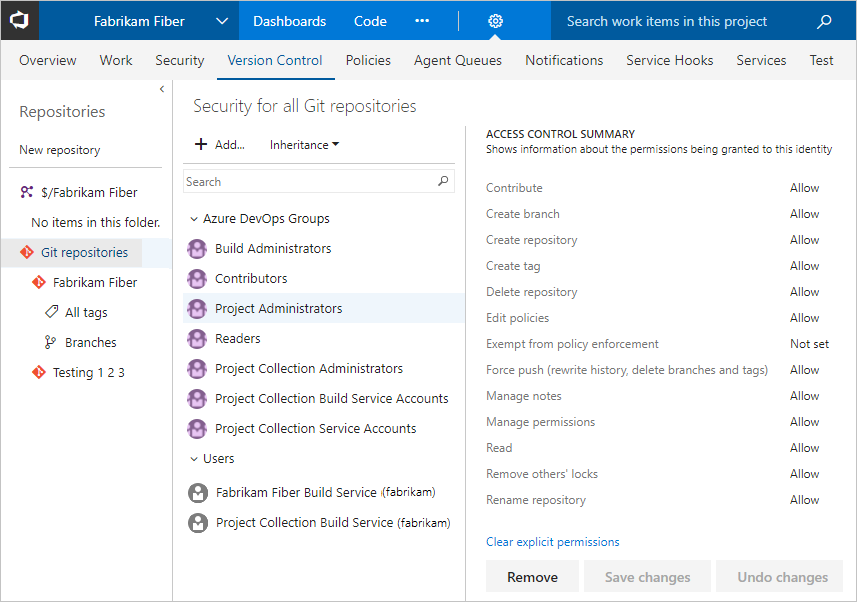 Fabrikam Fiber
Dashboards
Code
Search work items in this project
Overview
Work
Security
Version Control
Policies
Agent Queues
Notifications
Service Hooks
Services
Test
Repositories
New repository
$/Fabrikam Fiber
No items in this folder.
Git repositories
Fabrikam Fiber
All tags
Branches
Testing 1 2 3
Security for all Git repositories
Add...
Inheritance
Search
Azure DevOps Groups
Build Administrators
Contributors
Project Administrators
Readers
Project Collection Administrators
Project Collection Build Service Accounts
Project Collection Service Accounts
Users
Fabrikam Fiber Build Service (fabrikam)
Project Collection Build Service (fabrikam)
ACCESS CONTROL SUMMARY
Shows information about the permissions being granted to this identity
Contribute Allow
Create branch Allow
Create repository Allow
Create tag Allow
Delete repository Allow
Edit policies Allow
Exempt from policy enforcement Not set
Force push (rewrite history, delete branches and tags) Allow
Manage notes Allow
Manage permissions Allow
Read Allow
Remove others' locks Allow
Rename repository Allow
Clear explicit permissions
Remove
Save changes
Undo changes